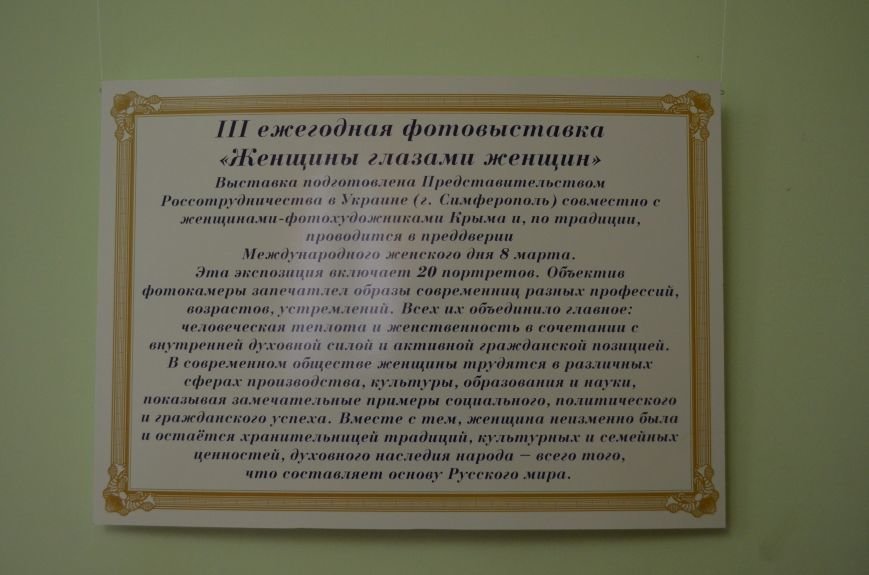 III ежегодная фотовыставка
«Женщины глазами женщин»
Выставка подготовлена Представительством
Россотрудничества в Украине (г. Симферополь) совместно с
женщинами-фотохудожниками Крыма и, по традиции,
проводится в преддверии
Международного женского дня 8 марта.
Эта экспозиция включает 20 портретов. Объектив
фотокамеры запечатлел образы современниц разных профессий,
возрастов, устремлений. Всех их объединило главное:
человеческая теплота и женственность в сочетании с
внутренней духовной силой и активной гражданской позицией.
В современном обществе женщины трудятся в различных
сферах производства, культуры, образования и науки,
показывая замечательные примеры социального, политического
и гражданского успеха. Вместе с тем, женщина неизменно была
и остаётся хранительницей традиций, культурных и семейных
ценностей, духовного наследия народа – всего того,
что составляет основу Русского мира.